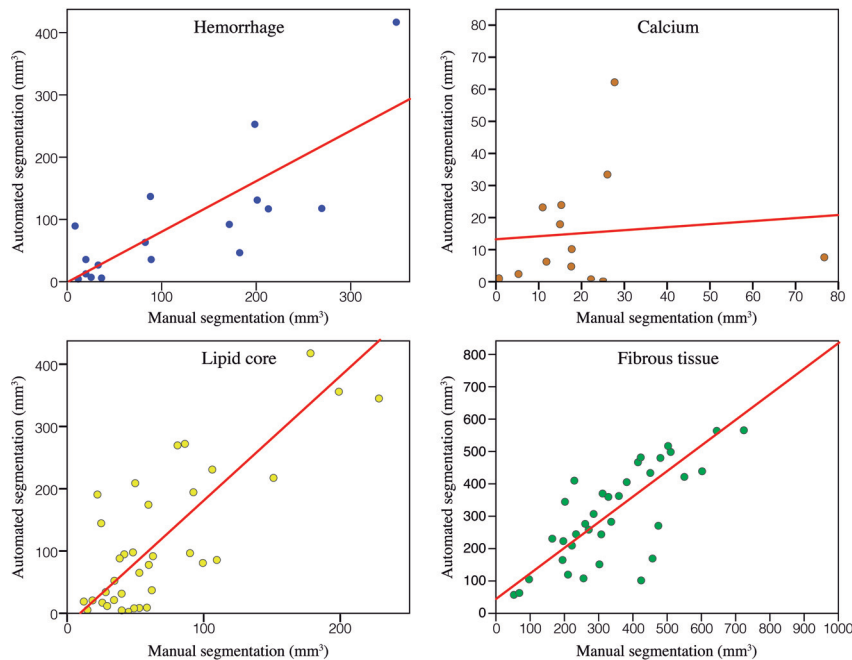 Hemorrhage
Automated segmentation (mm³)
400
300
200
100
0
0 100 200 300
Manual segmentation (mm³)
Calcium
Automated segmentation (mm³)
80
70
60
50
40
30
20
10
0
0 10 20 30 40 50 60 70 80
Manual segmentation (mm³)
Lipid core
Automated segmentation (mm³)
400
300
200
100
0
0 100 200
Manual segmentation (mm³)
Fibrous tissue
Automated segmentation (mm³)
800
700
600
500
400
300
200
100
0
0 100 200 300 400 500 600 700 800 900 1000
Manual segmentation (mm³)